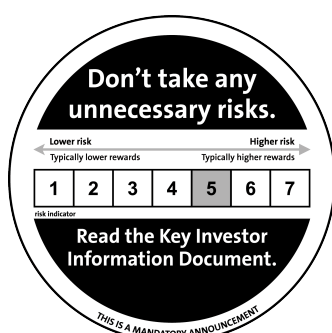 Don't take any
unnecessary risks.
Lower risk Higher risk
Typically lower rewards Typically higher rewards
1 2 3 4 5 6 7
risk indicator
Read the Key Investor
Information Document.
THIS IS A MANDATORY ANNOUNCEMENT